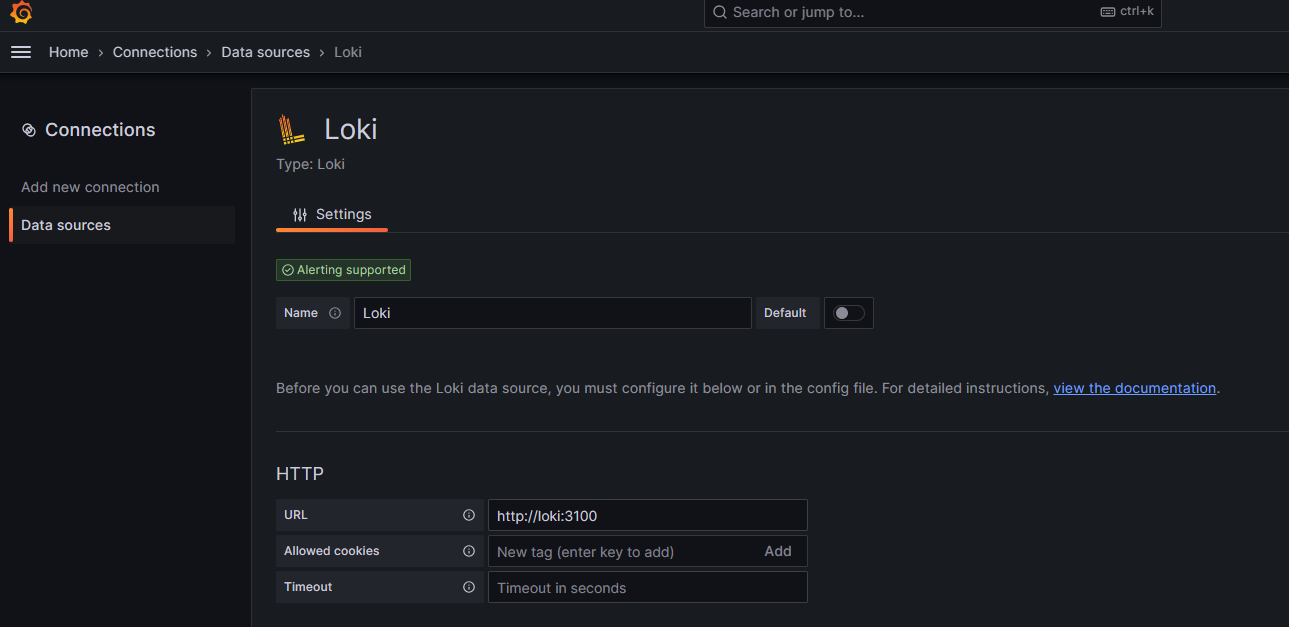 Search or jump to... ctrl+k
Home › Connections › Data sources › Loki
Connections
Add new connection
Data sources
Loki
Type: Loki
Settings
Alerting supported
Name Loki Default
Before you can use the Loki data source, you must configure it below or in the config file. For detailed instructions, view the documentation.
HTTP
URL http://loki:3100
Allowed cookies New tag (enter key to add) Add
Timeout Timeout in seconds